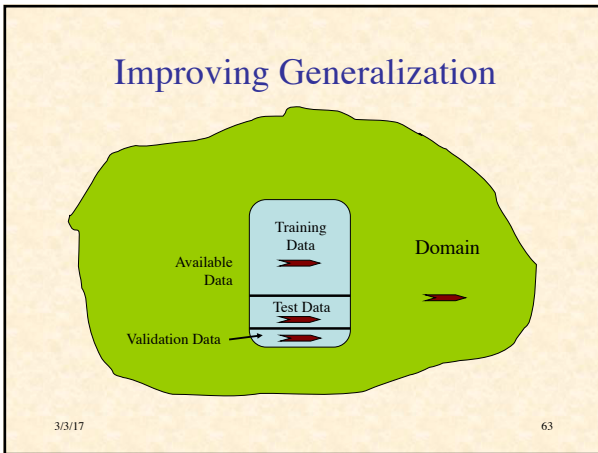 Improving Generalization
Training
Data
Available
Data
Domain
Test Data
Validation Data
3/3/17
63